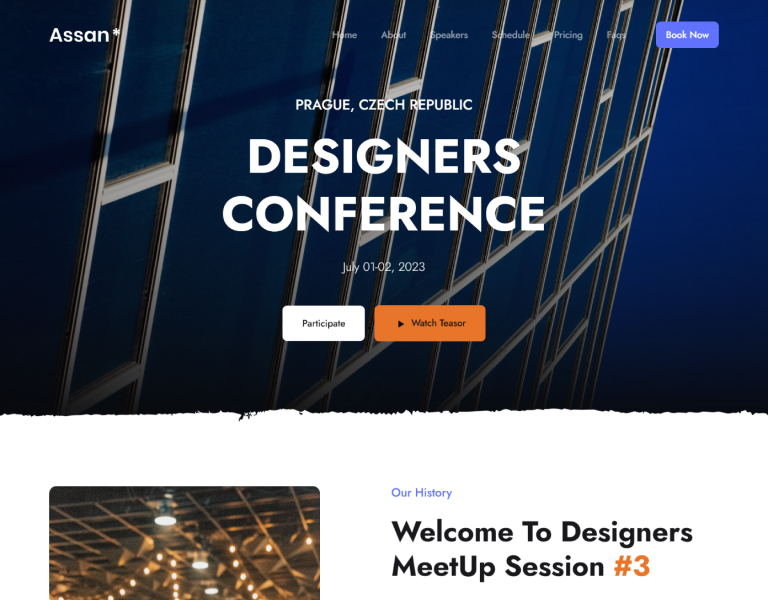 Assan*
Home About Speakers Schedule Pricing Faqs Book Now
PRAGUE, CZECH REPUBLIC
DESIGNERS
CONFERENCE
July 01-02, 2023
Participate Watch Teasor
Our History
Welcome To Designers
MeetUp Session #3